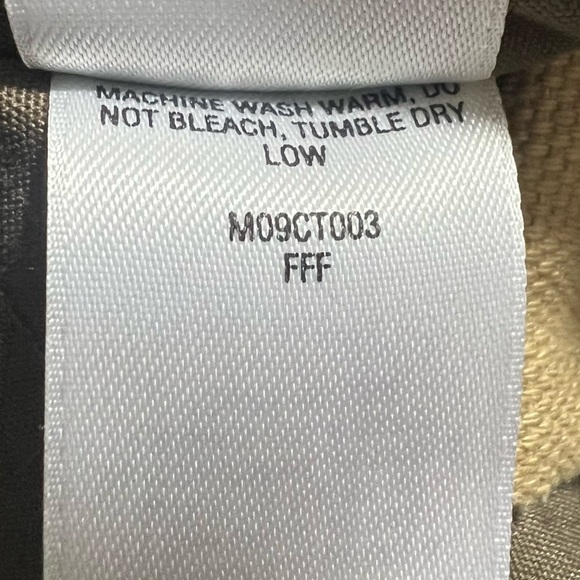 MACHINE WASH WARM, DO
NOT BLEACH, TUMBLE DRY
LOW
M09CT003
FFF